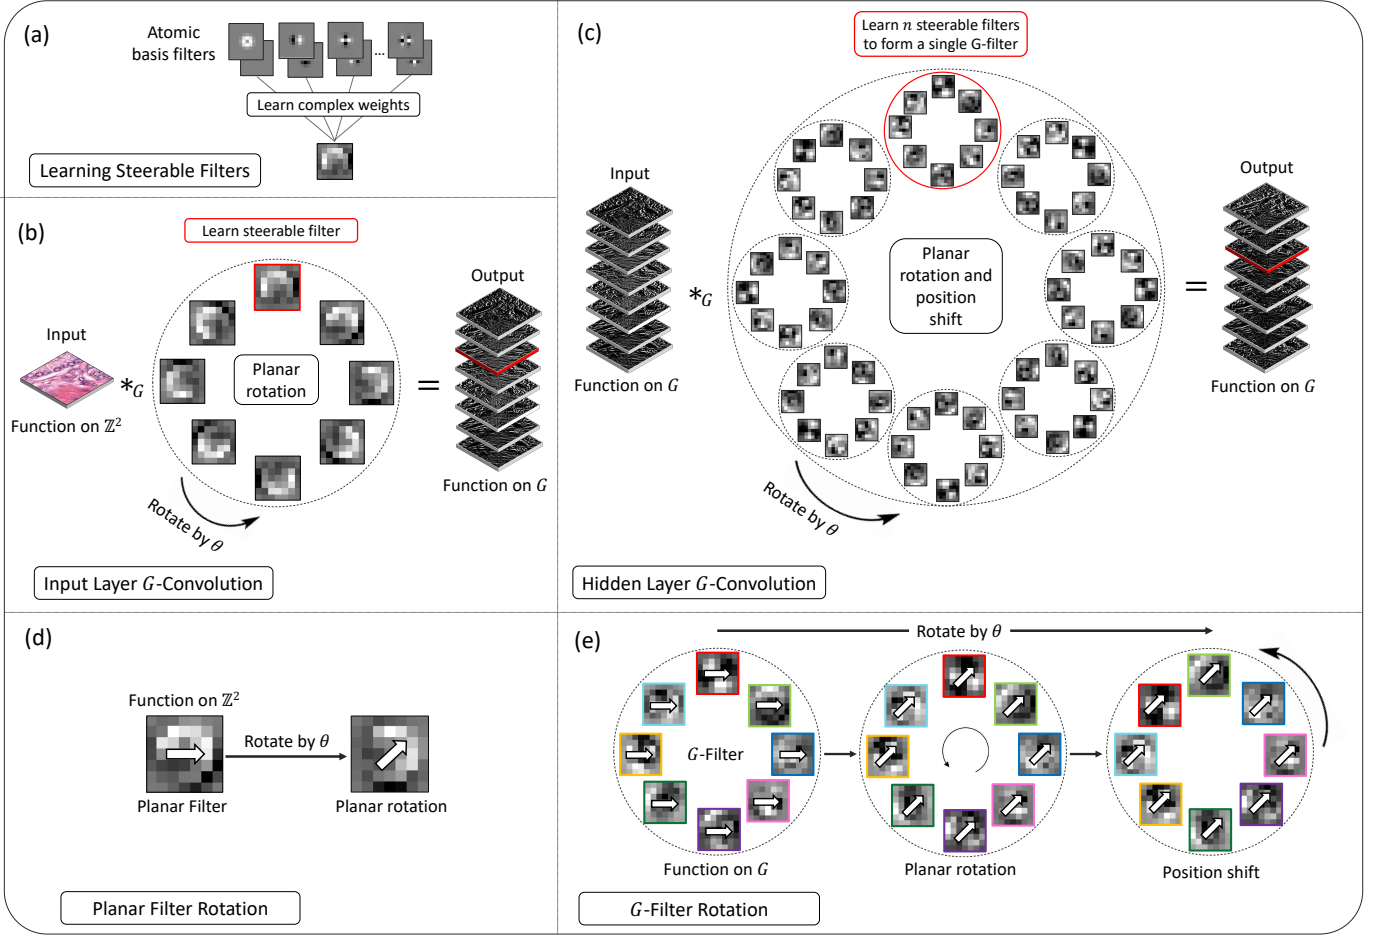 (a)
Atomic
basis filters
...
Learn complex weights
Learning Steerable Filters
(b)
Learn steerable filter
Input
Function on ℤ²
*G
Planar
rotation
=
Output
Function on G
Rotate by θ
Input Layer G-Convolution
(c)
Learn n steerable filters
to form a single G-filter
Input
Function on G
*G
Planar
rotation and
position
shift
=
Output
Function on G
Rotate by θ
Hidden Layer G-Convolution
(d)
Function on ℤ²
Rotate by θ
Planar Filter
Planar rotation
Planar Filter Rotation
(e)
Rotate by θ
G-Filter
Function on G
Planar rotation
Position shift
G-Filter Rotation